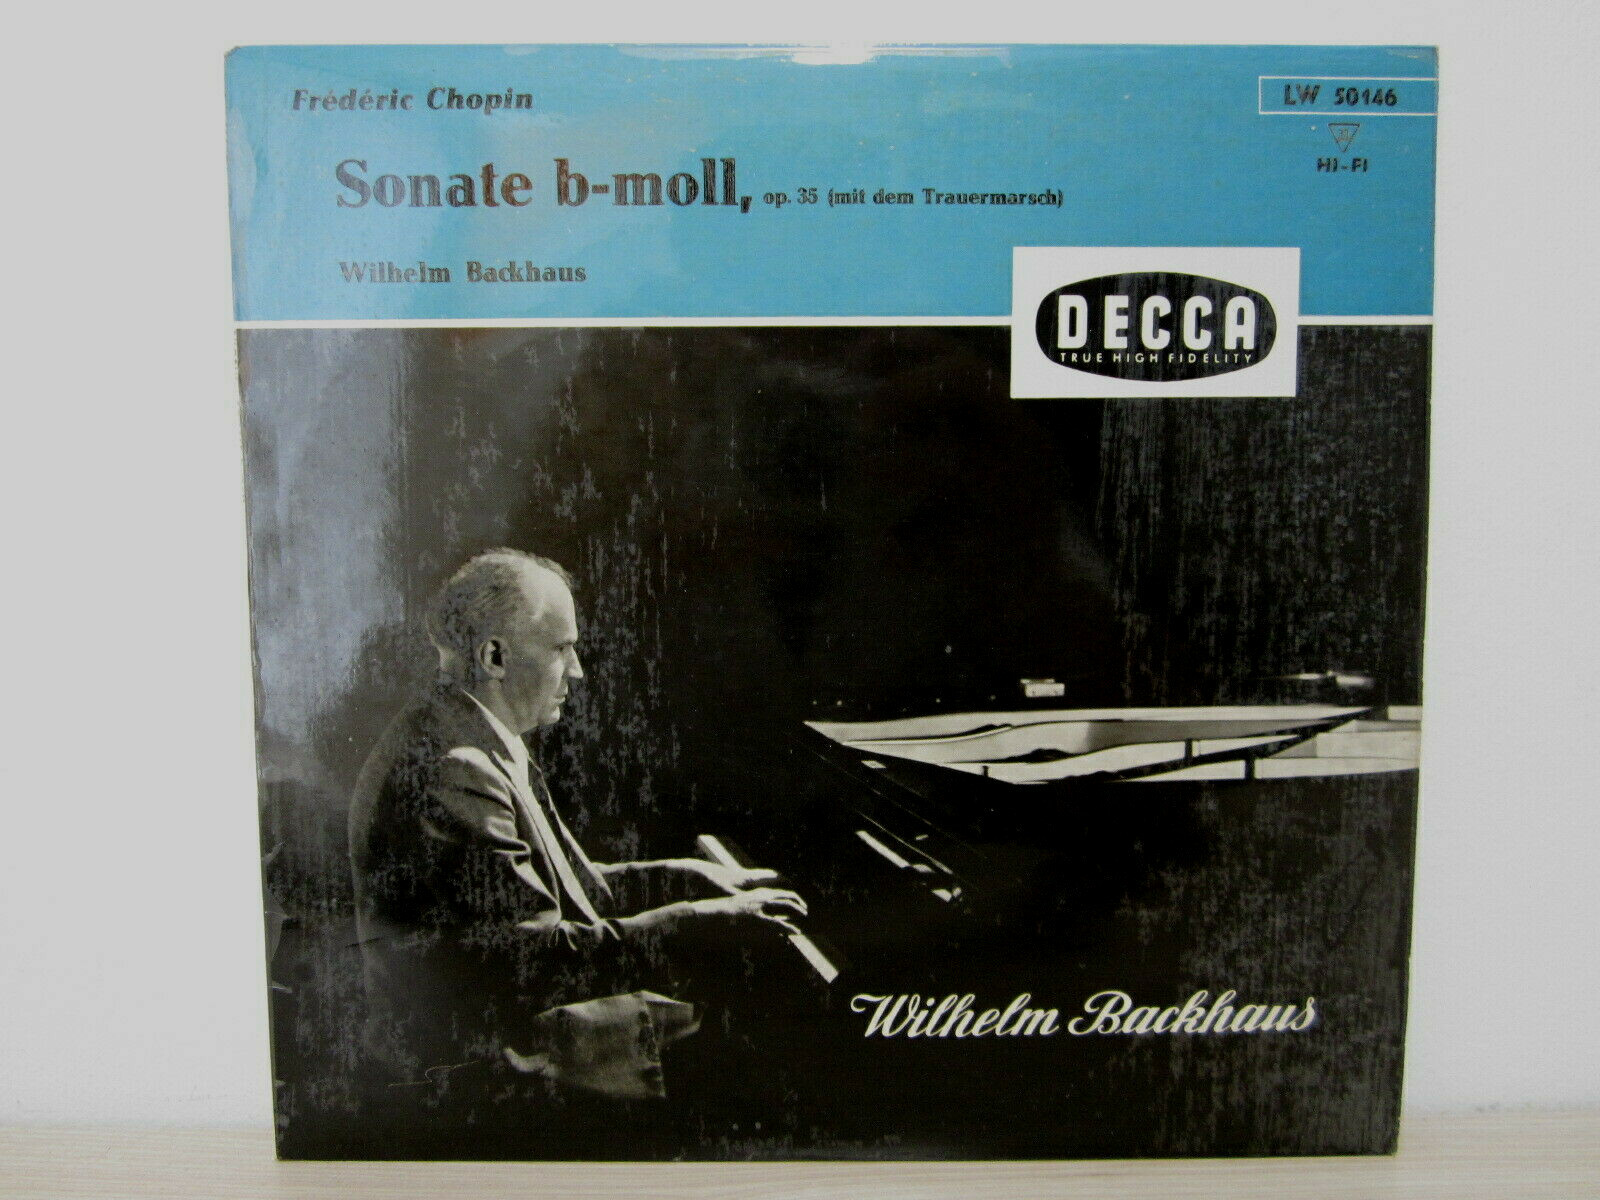 Frédéric Chopin
LW 50146
HI-FI
Sonate b-moll, op. 35 (mit dem Trauermarsch)
Wilhelm Backhaus
DECCA
TRUE HIGH FIDELITY
Wilhelm Backhaus